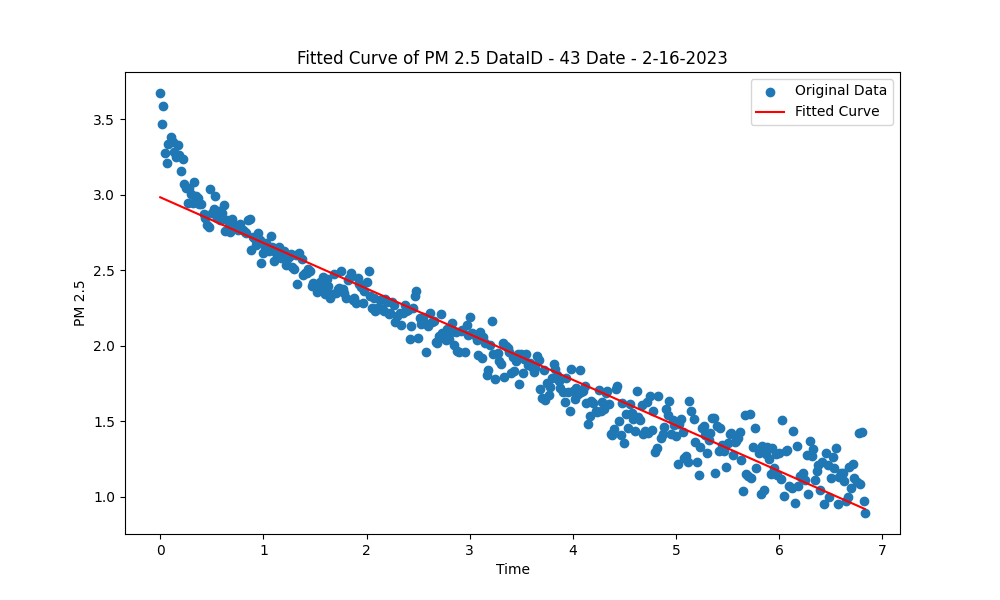 Fitted Curve of PM 2.5 DataID - 43 Date - 2-16-2023
Original Data
Fitted Curve
3.5
3.0
2.5
2.0
1.5
1.0
PM 2.5
0 1 2 3 4 5 6 7
Time